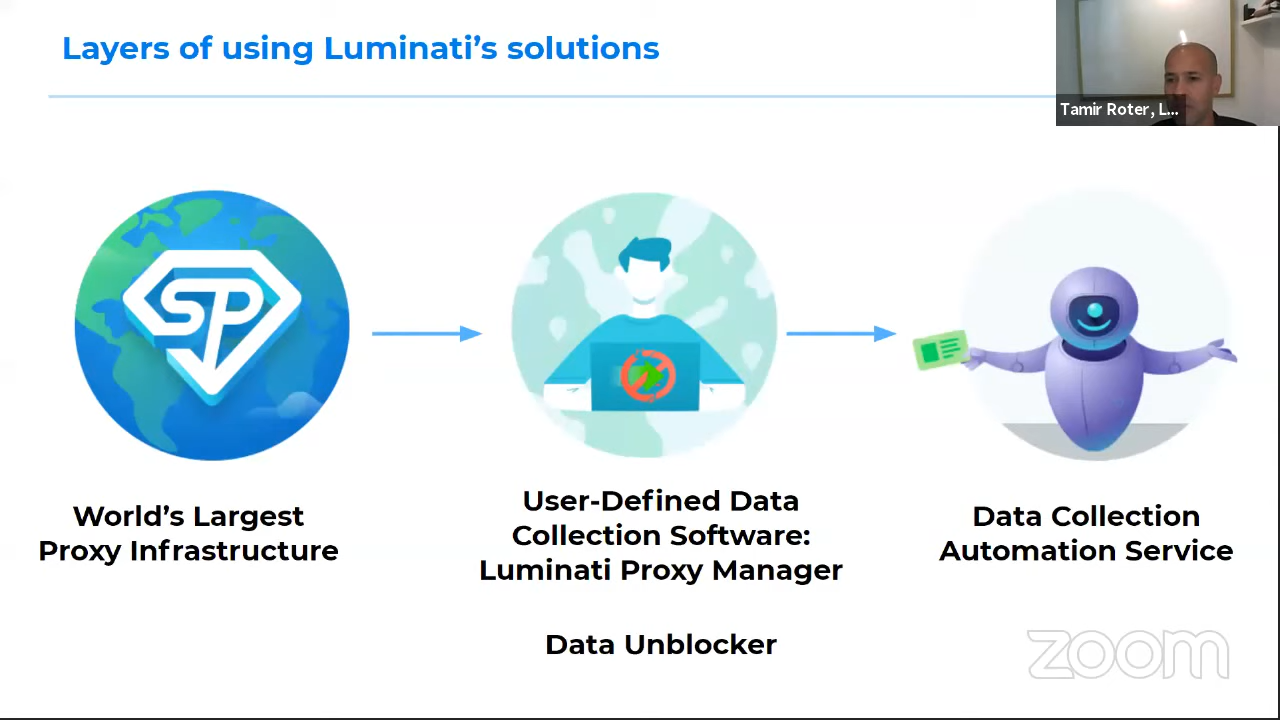 Layers of using Luminati's solutions
Tamir Roter, L...
SP
World's Largest
Proxy Infrastructure
User-Defined Data
Collection Software:
Luminati Proxy Manager
Data Unblocker
Data Collection
Automation Service
zoom